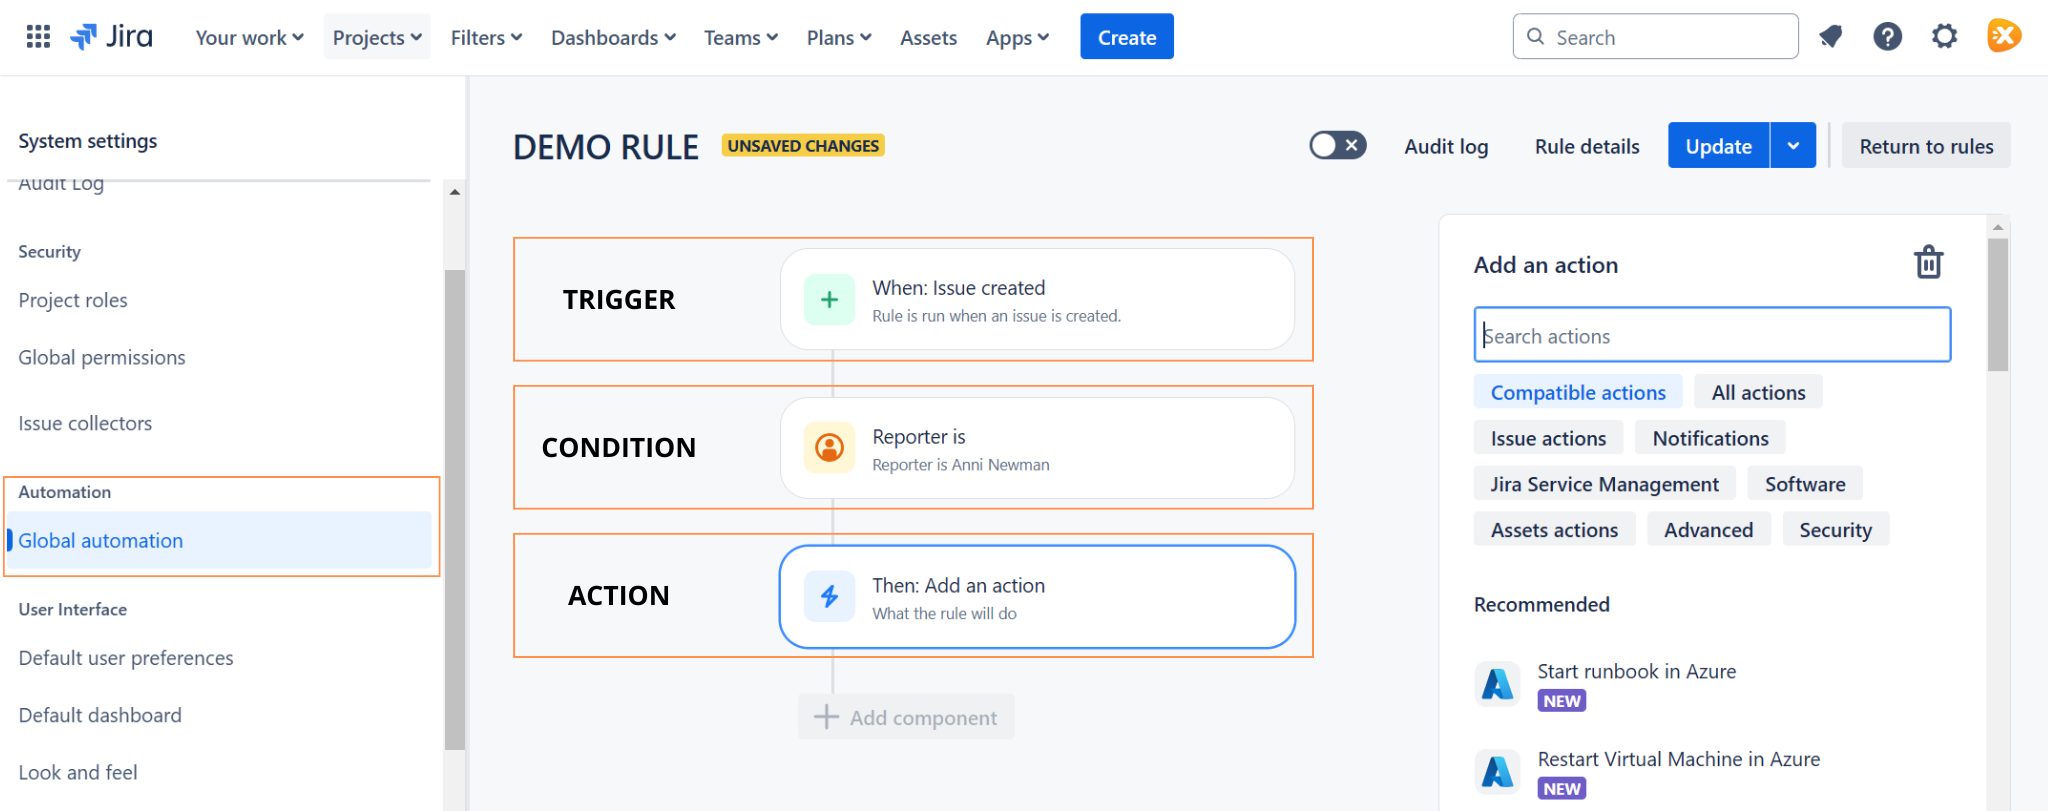 Jira
Your work
Projects
Filters
Dashboards
Teams
Plans
Assets
Apps
Create
Search
System settings
Audit Log
Security
Project roles
Global permissions
Issue collectors
Automation
Global automation
User Interface
Default user preferences
Default dashboard
Look and feel
DEMO RULE
UNSAVED CHANGES
Audit log
Rule details
Update
Return to rules
TRIGGER
When: Issue created
Rule is run when an issue is created.
CONDITION
Reporter is
Reporter is Anni Newman
ACTION
Then: Add an action
What the rule will do
Add component
Add an action
Search actions
Compatible actions
All actions
Issue actions
Notifications
Jira Service Management
Software
Assets actions
Advanced
Security
Recommended
Start runbook in Azure
NEW
Restart Virtual Machine in Azure
NEW